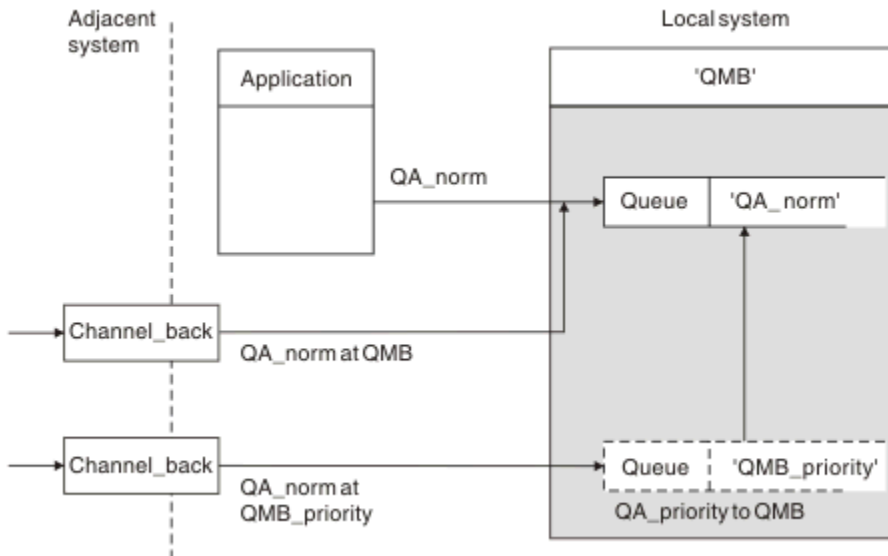 Adjacent
system
Local system
Application
'QMB'
QA_norm
Queue
'QA_norm'
Channel_back
QA_norm at QMB
Channel_back
QA_norm at
QMB_priority
Queue
'QMB_priority'
QA_priority to QMB